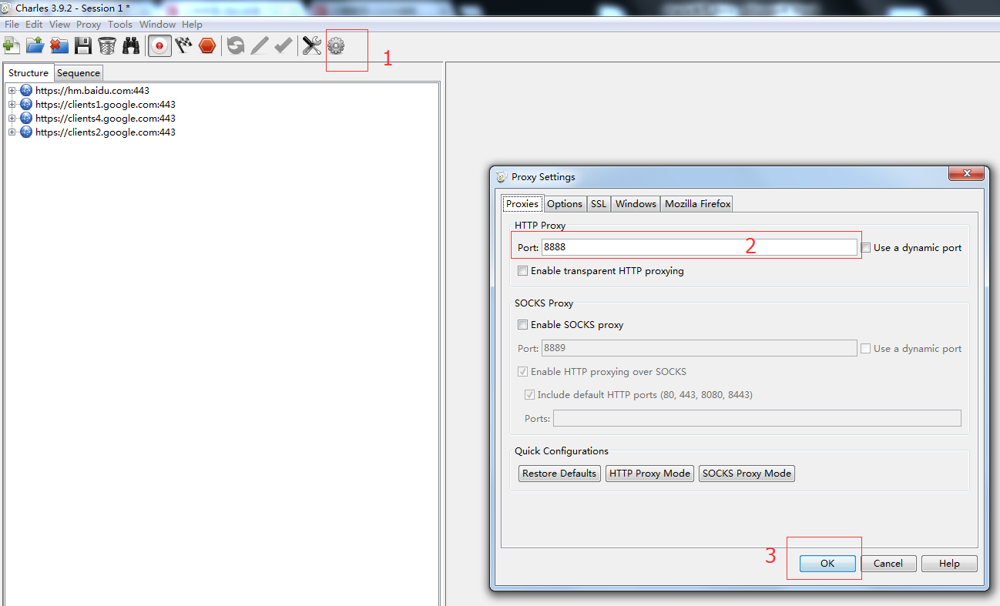 Charles 3.9.2 - Session 1 *
File Edit View Proxy Tools Window Help
1
Structure Sequence
https://hm.baidu.com:443
https://clients1.google.com:443
https://clients4.google.com:443
https://clients2.google.com:443
Proxy Settings
Proxies Options SSL Windows Mozilla Firefox
HTTP Proxy
Port: 8888 2 Use a dynamic port
Enable transparent HTTP proxying
SOCKS Proxy
Enable SOCKS proxy
Port: 8889 Use a dynamic port
Enable HTTP proxying over SOCKS
Include default HTTP ports (80, 443, 8080, 8443)
Ports:
Quick Configurations
Restore Defaults HTTP Proxy Mode SOCKS Proxy Mode
3 OK Cancel Help